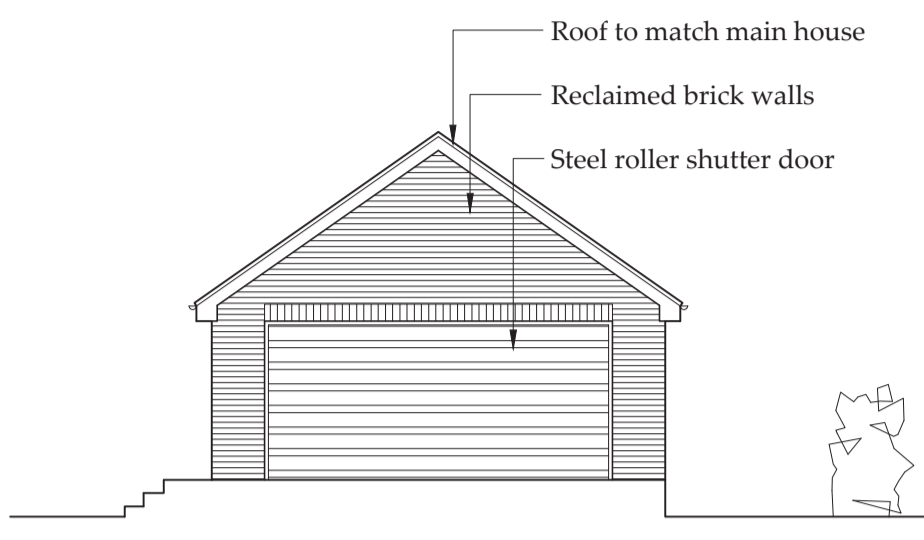 Roof to match main house
Reclaimed brick walls
Steel roller shutter door